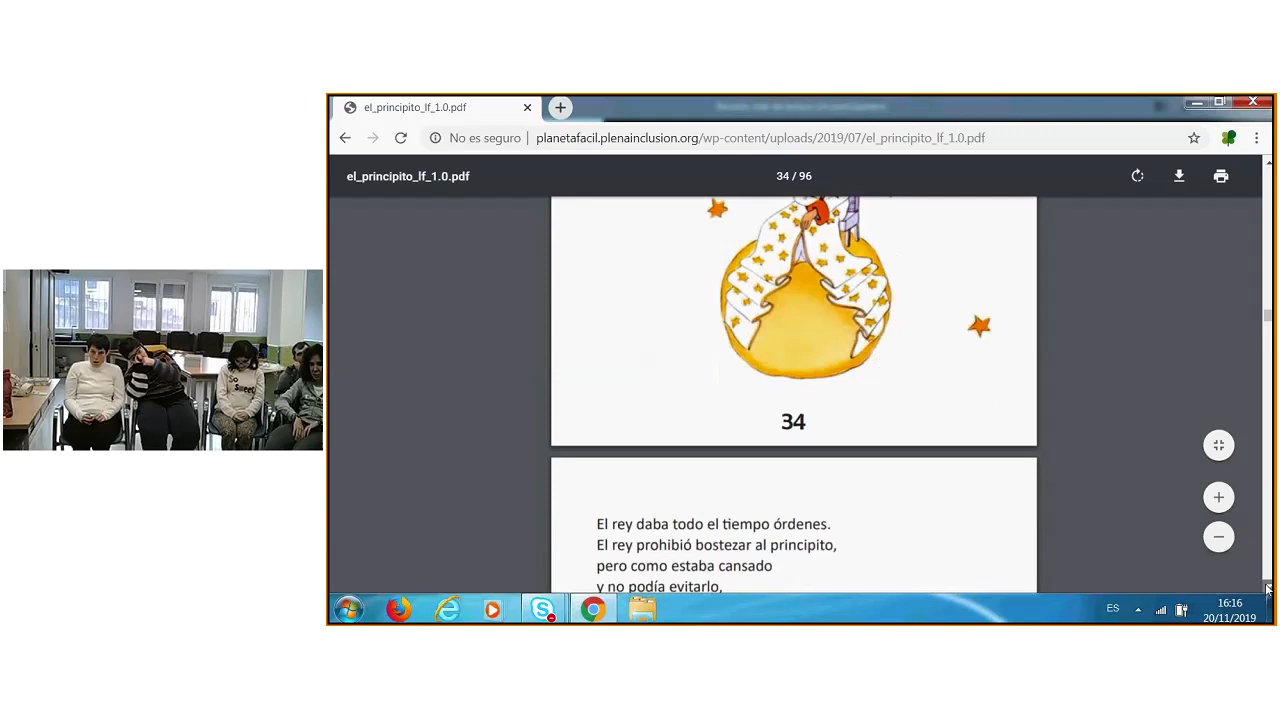 el_principito_lf_1.0.pdf
No es seguro | planetafacil.plenainclusion.org/wp-content/uploads/2019/07/el_principito_lf_1.0.pdf
el_principito_lf_1.0.pdf 34 / 96
34
So
Sweet
El rey daba todo el tiempo órdenes.
El rey prohibió bostezar al principito,
pero como estaba cansado
y no podía evitarlo,
ES 16:16
20/11/2019